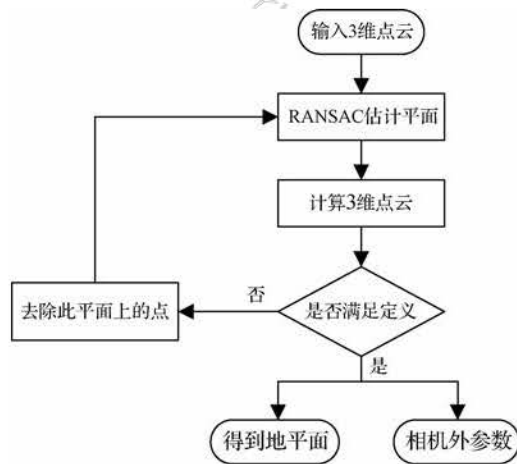 输入3维点云
RANSAC估计平面
计算3维点云
是否满足定义
否
去除此平面上的点
是
得到地平面
相机外参数